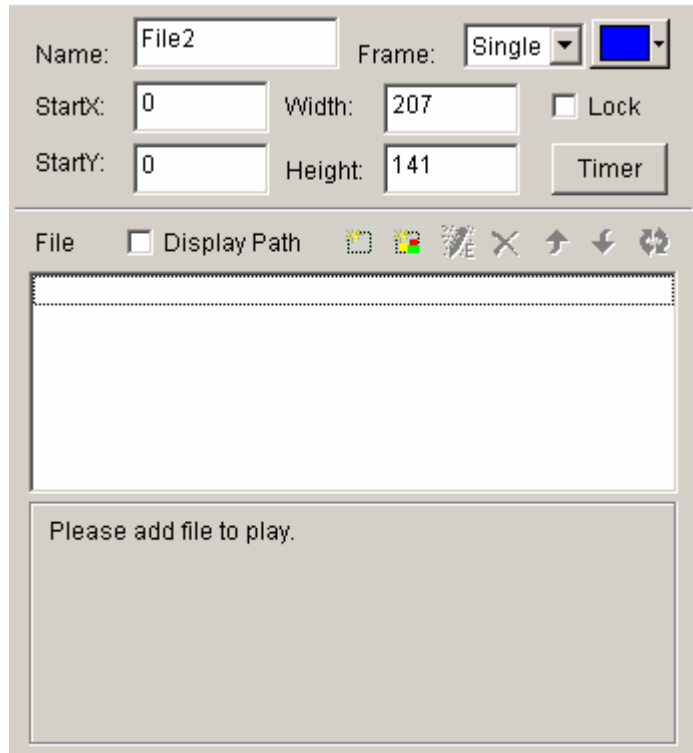 Name: File2 Frame: Single
StartX: 0 Width: 207 Lock
StartY: 0 Height: 141 Timer
File Display Path
Please add file to play.